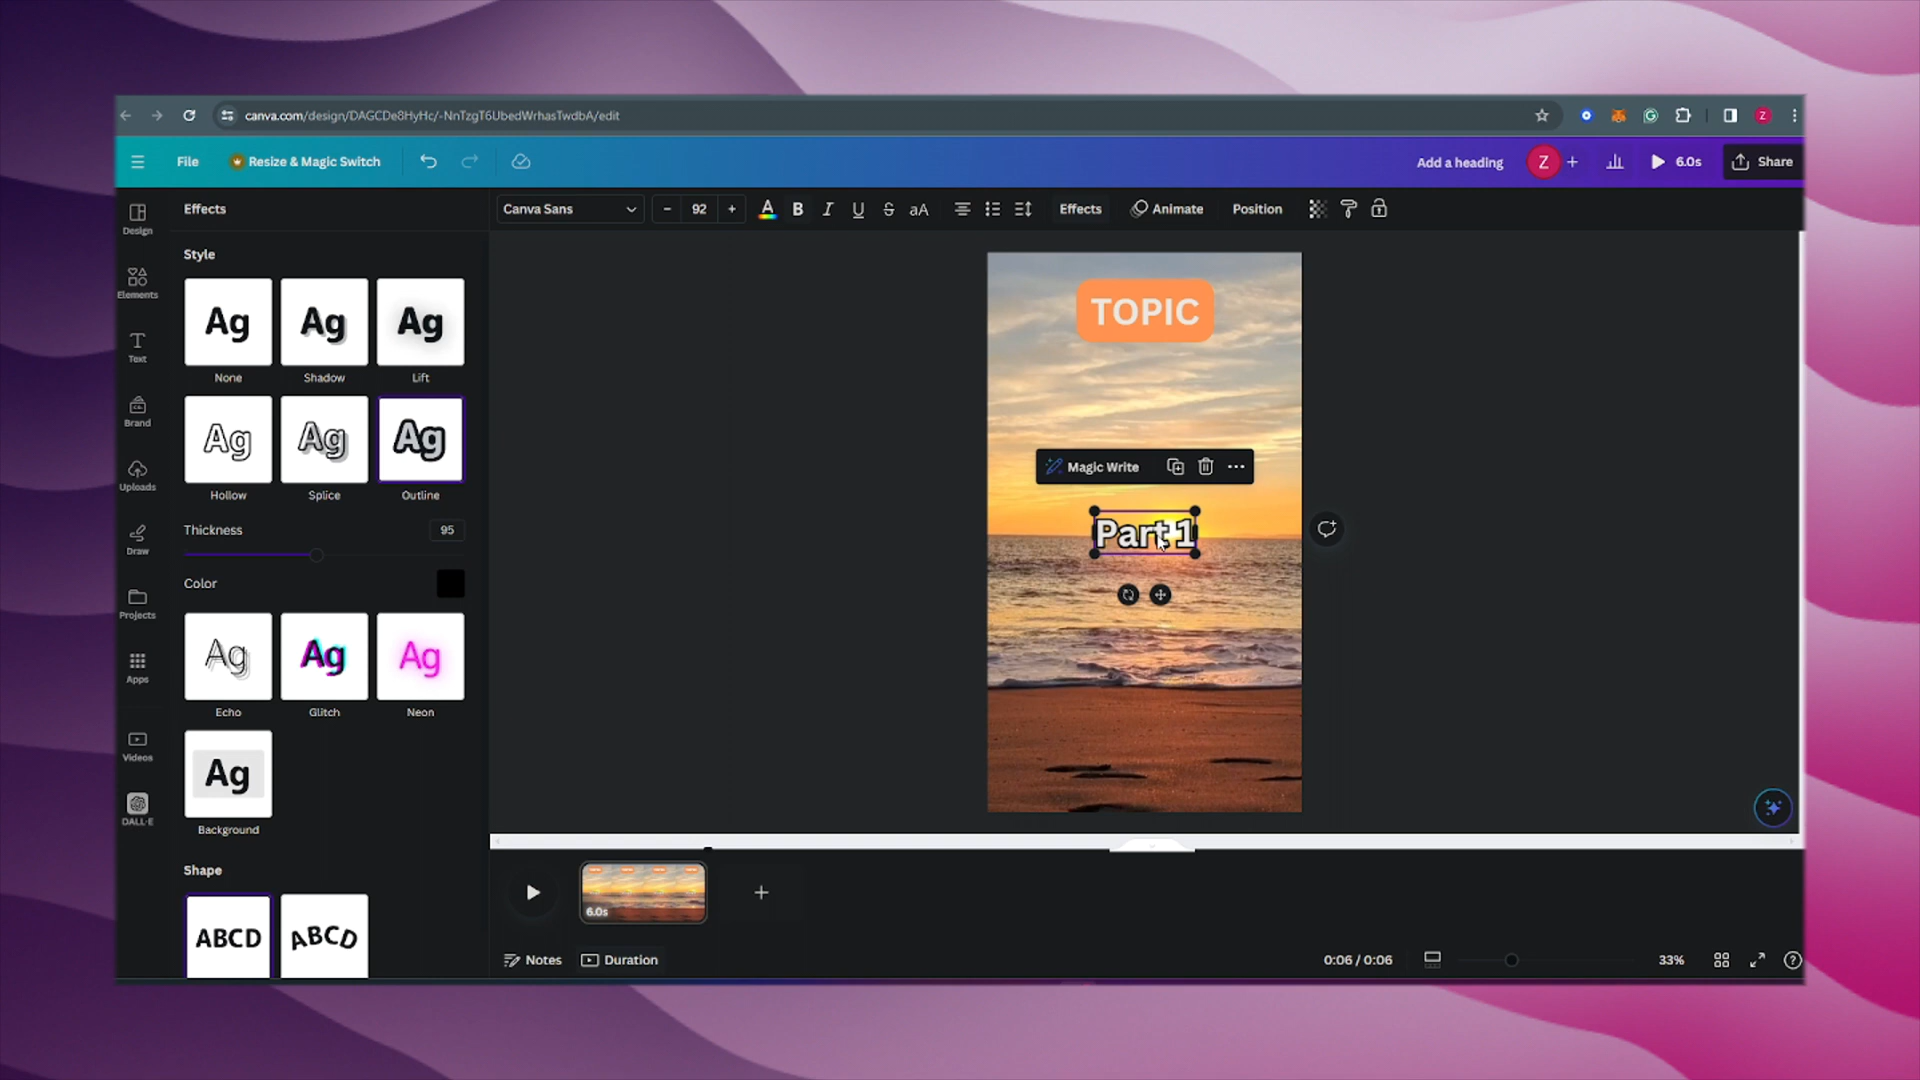 canva.com/design/DAGCDe8HyHc/-NnTzgT6UbedWrhasTwdbA/edit
Z
File
Resize & Magic Switch
Add a heading
Z
+
6.0s
Share
Effects
Canva Sans
− 92 +
A B I U S aA
Effects
Animate
Position
Design
Elements
Text
Brand
Uploads
Draw
Projects
Apps
Videos
DALL·E
Style
Ag Ag Ag
None Shadow Lift
Ag Ag Ag
Hollow Splice Outline
Thickness 95
Color
Ag Ag Ag
Echo Glitch Neon
Ag
Background
Shape
ABCD ABCD
TOPIC
Magic Write
Part 1
6.0s
+
Notes
Duration
0:06 / 0:06
33%
?